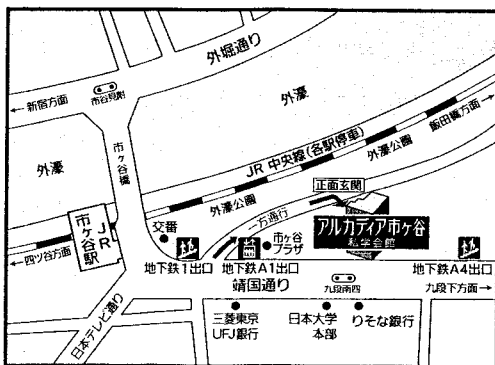 外堀通り
← 新宿方面
市谷見附
外濠
外濠
市ヶ谷橋
飯田橋方面 →
JR 中央線(各駅停車)
外濠公園
外濠公園
正面玄関
アルカディア市ヶ谷
私学会館
JR
市ヶ谷駅
交番
一方通行
市ヶ谷
プラザ
← 四ツ谷方面
地下鉄1出口
地下鉄A1出口
地下鉄A4出口
靖国通り
九段南四
九段下方面 →
日本テレビ通り
三菱東京
UFJ銀行
日本大学
本部
りそな銀行
外濠